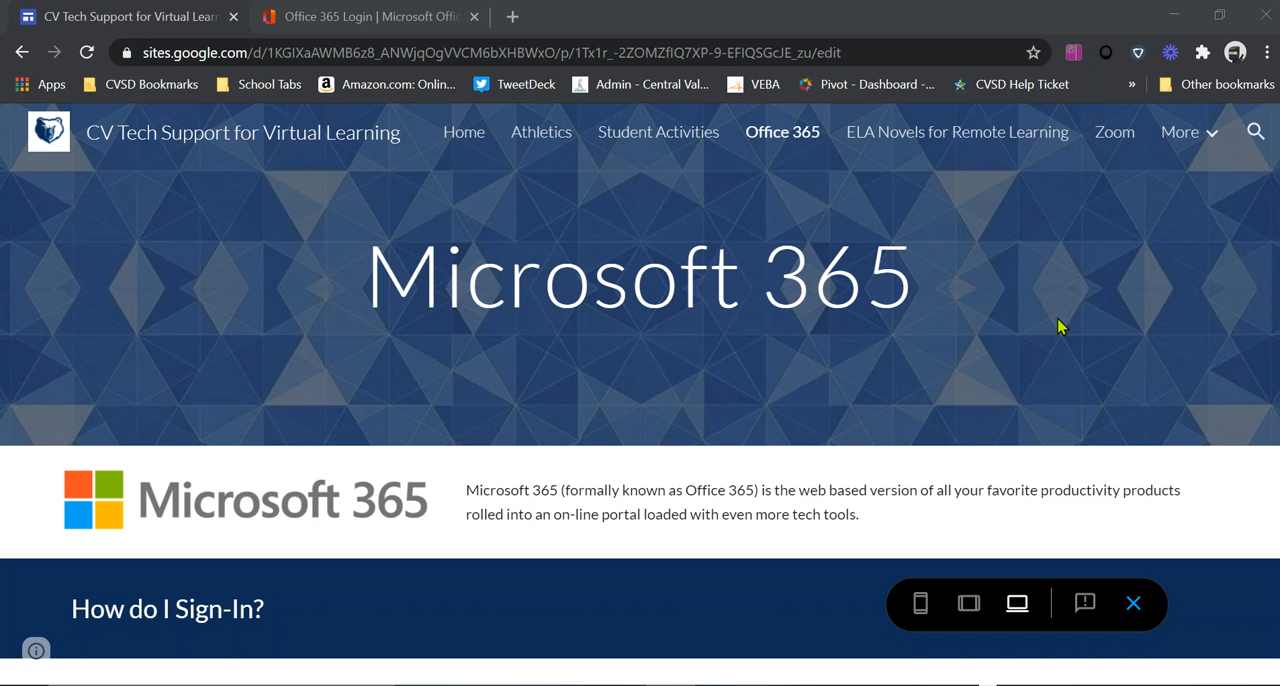 CV Tech Support for Virtual Learn
Office 365 Login | Microsoft Offic
sites.google.com/d/1KGlXaAWMB6z8_ANWjqOgVVCM6bXHBWxO/p/1Tx1r_-2ZOMZflQ7XP-9-EFlQSGcJE_zu/edit
Apps CVSD Bookmarks School Tabs Amazon.com: Onlin... TweetDeck Admin - Central Val... VEBA Pivot - Dashboard -... CVSD Help Ticket » Other bookmarks
CV Tech Support for Virtual Learning Home Athletics Student Activities Office 365 ELA Novels for Remote Learning Zoom More
Microsoft 365
Microsoft 365
Microsoft 365 (formally known as Office 365) is the web based version of all your favorite productivity products
rolled into an on-line portal loaded with even more tech tools.
How do I Sign-In?